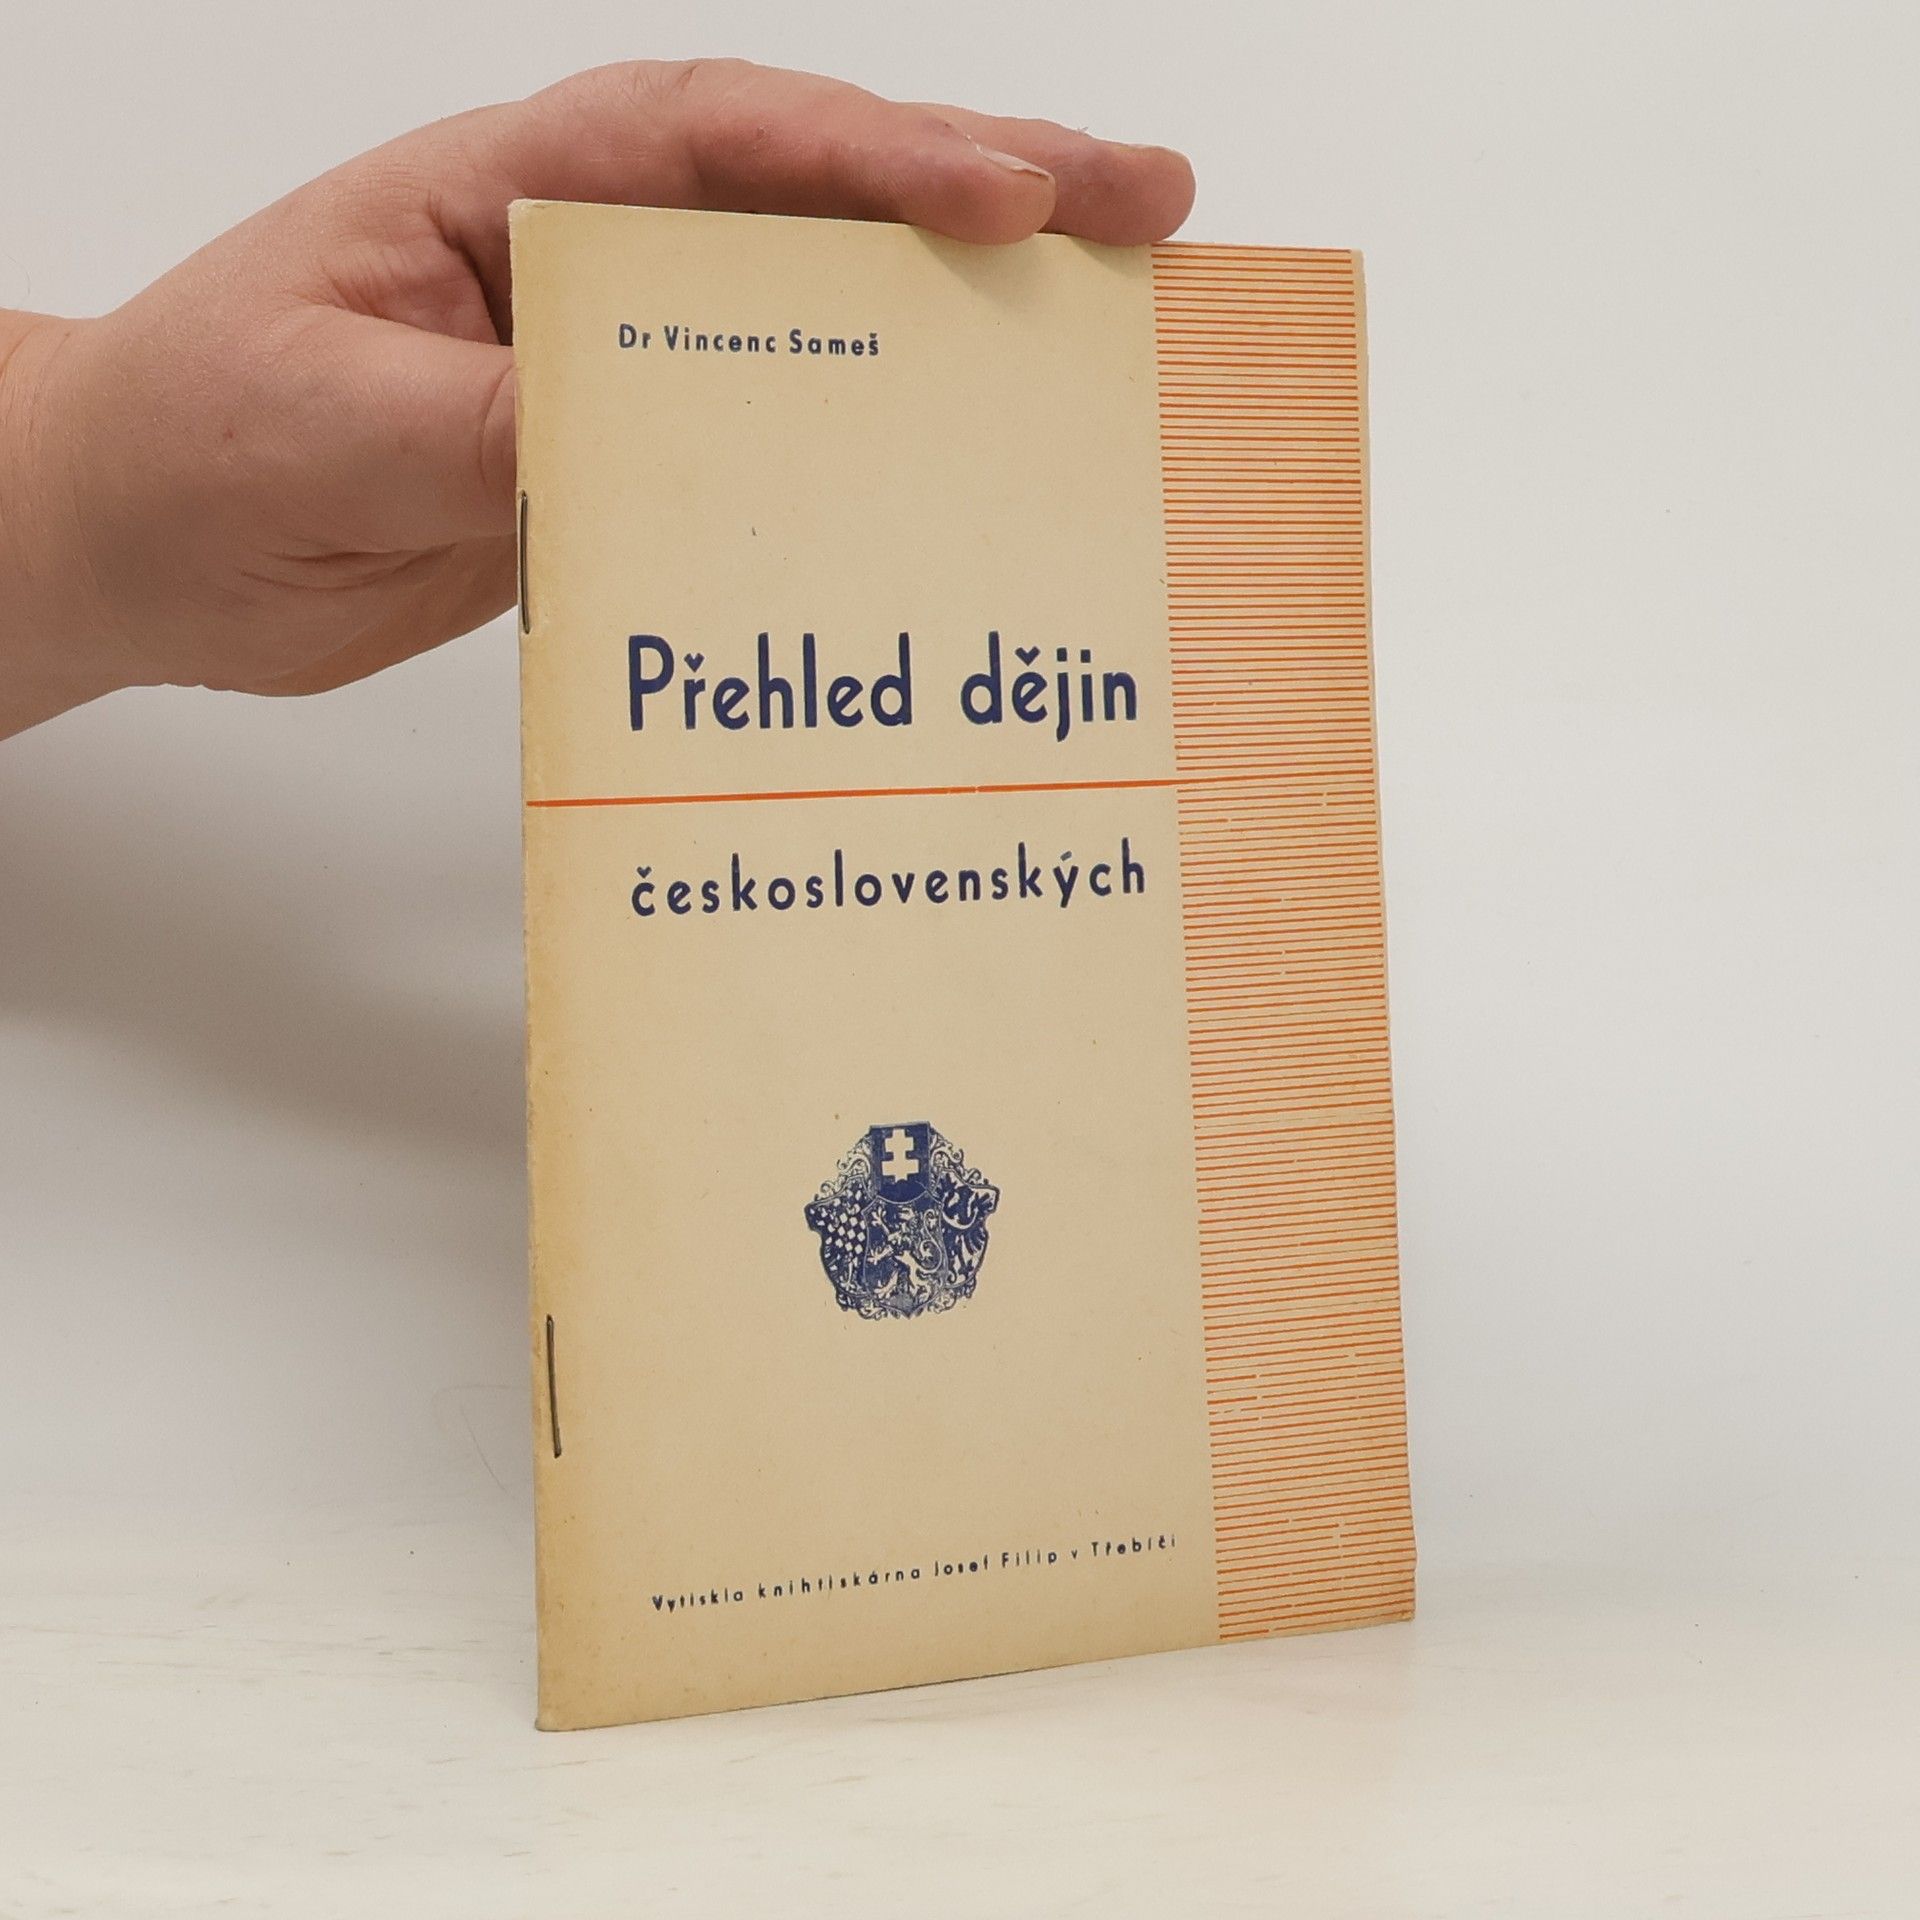 Dr Vincenc Sameš
Přehled dějin
československých
Vytiskla knihtiskárna Josef Filip v Třebíči